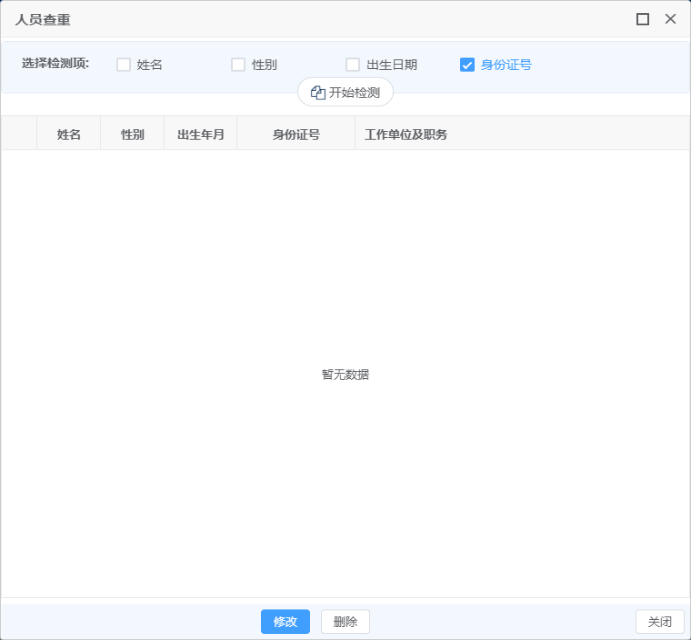 人员查重
选择检测项: 姓名 性别 出生日期 身份证号
开始检测
姓名 性别 出生年月 身份证号 工作单位及职务
暂无数据
修改 删除 关闭